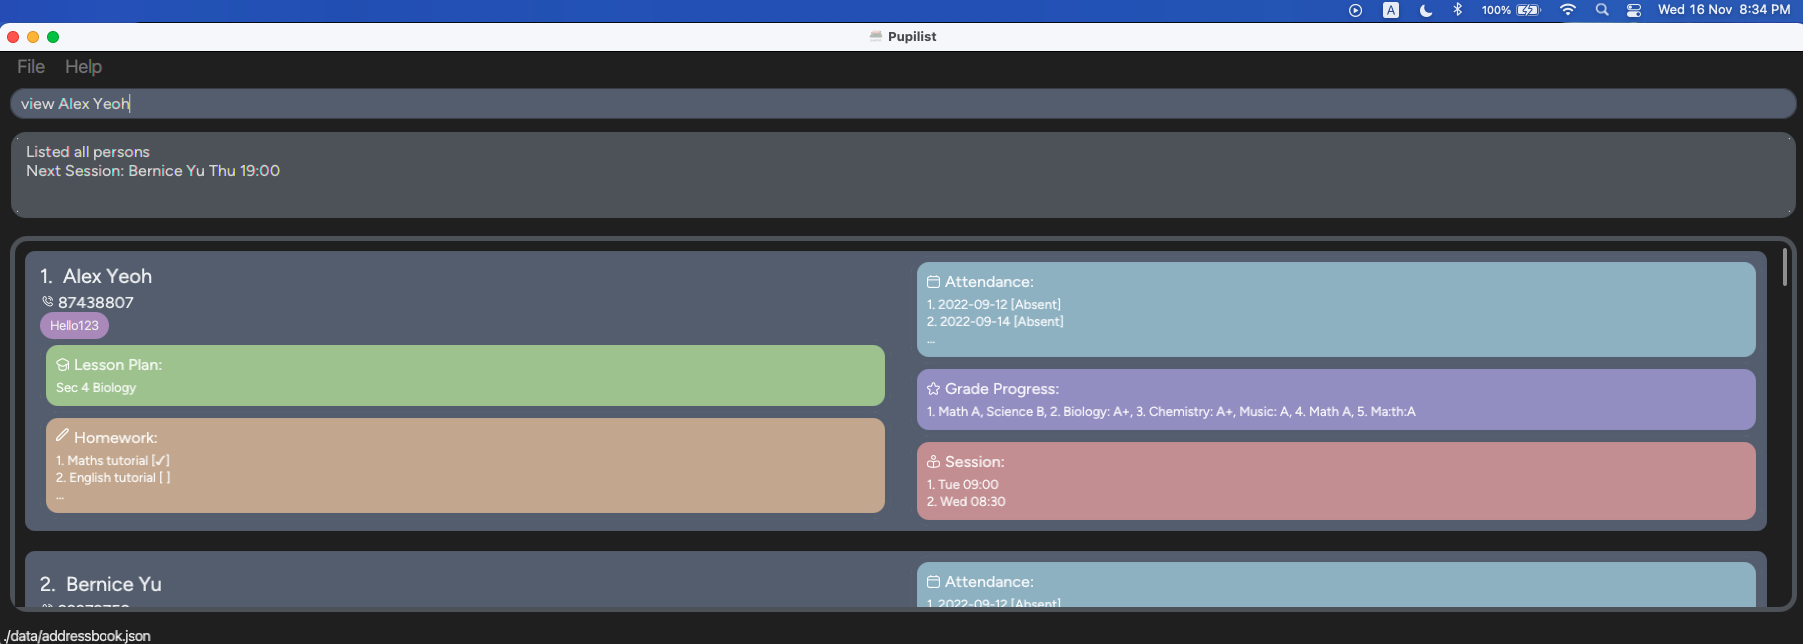 A 100% Wed 16 Nov 8:34 PM
Pupilist
File Help
view Alex Yeoh
Listed all persons
Next Session: Bernice Yu Thu 19:00
1. Alex Yeoh
87438807
Hello123
Lesson Plan:
Sec 4 Biology
Homework:
1. Maths tutorial [✓]
2. English tutorial [ ]
...
Attendance:
1. 2022-09-12 [Absent]
2. 2022-09-14 [Absent]
...
Grade Progress:
1. Math A, Science B, 2. Biology: A+, 3. Chemistry: A+, Music: A, 4. Math A, 5. Ma:th:A
Session:
1. Tue 09:00
2. Wed 08:30
2. Bernice Yu
Attendance:
1. 2022-09-12 [Absent]
./data/addressbook.json